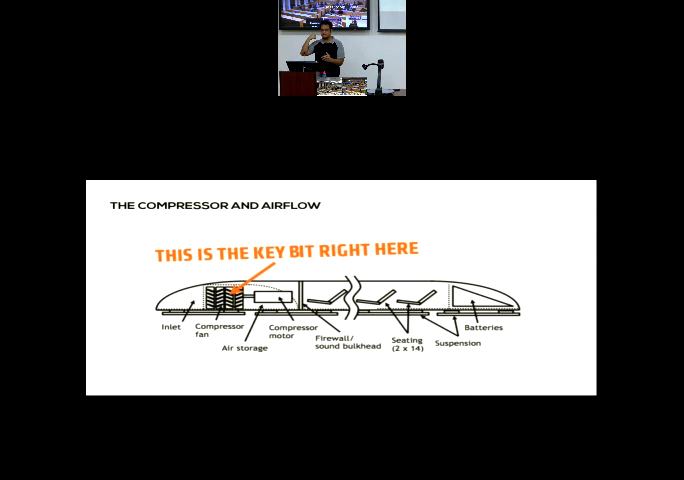 THE COMPRESSOR AND AIRFLOW
THIS IS THE KEY BIT RIGHT HERE
Inlet
Compressor
fan
Air storage
Compressor
motor
Firewall/
sound bulkhead
Seating
(2 x 14)
Suspension
Batteries